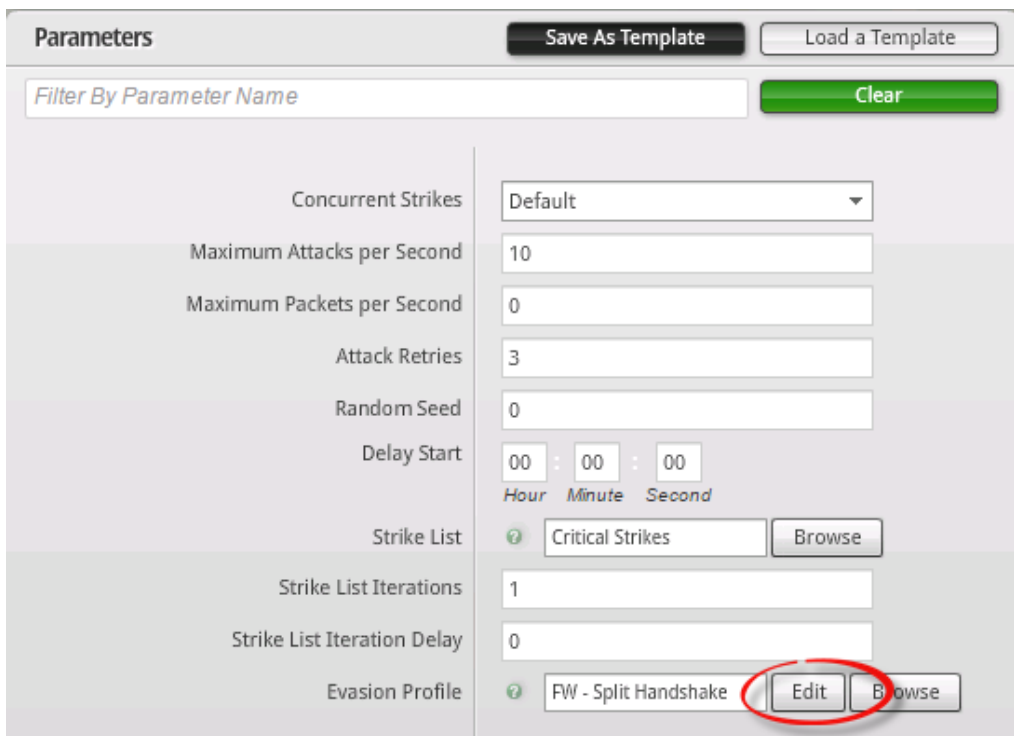 Parameters Save As Template Load a Template
Filter By Parameter Name Clear
Concurrent Strikes Default
Maximum Attacks per Second 10
Maximum Packets per Second 0
Attack Retries 3
Random Seed 0
Delay Start 00 : 00 : 00
Hour Minute Second
Strike List ? Critical Strikes Browse
Strike List Iterations 1
Strike List Iteration Delay 0
Evasion Profile ? FW - Split Handshake Edit Browse